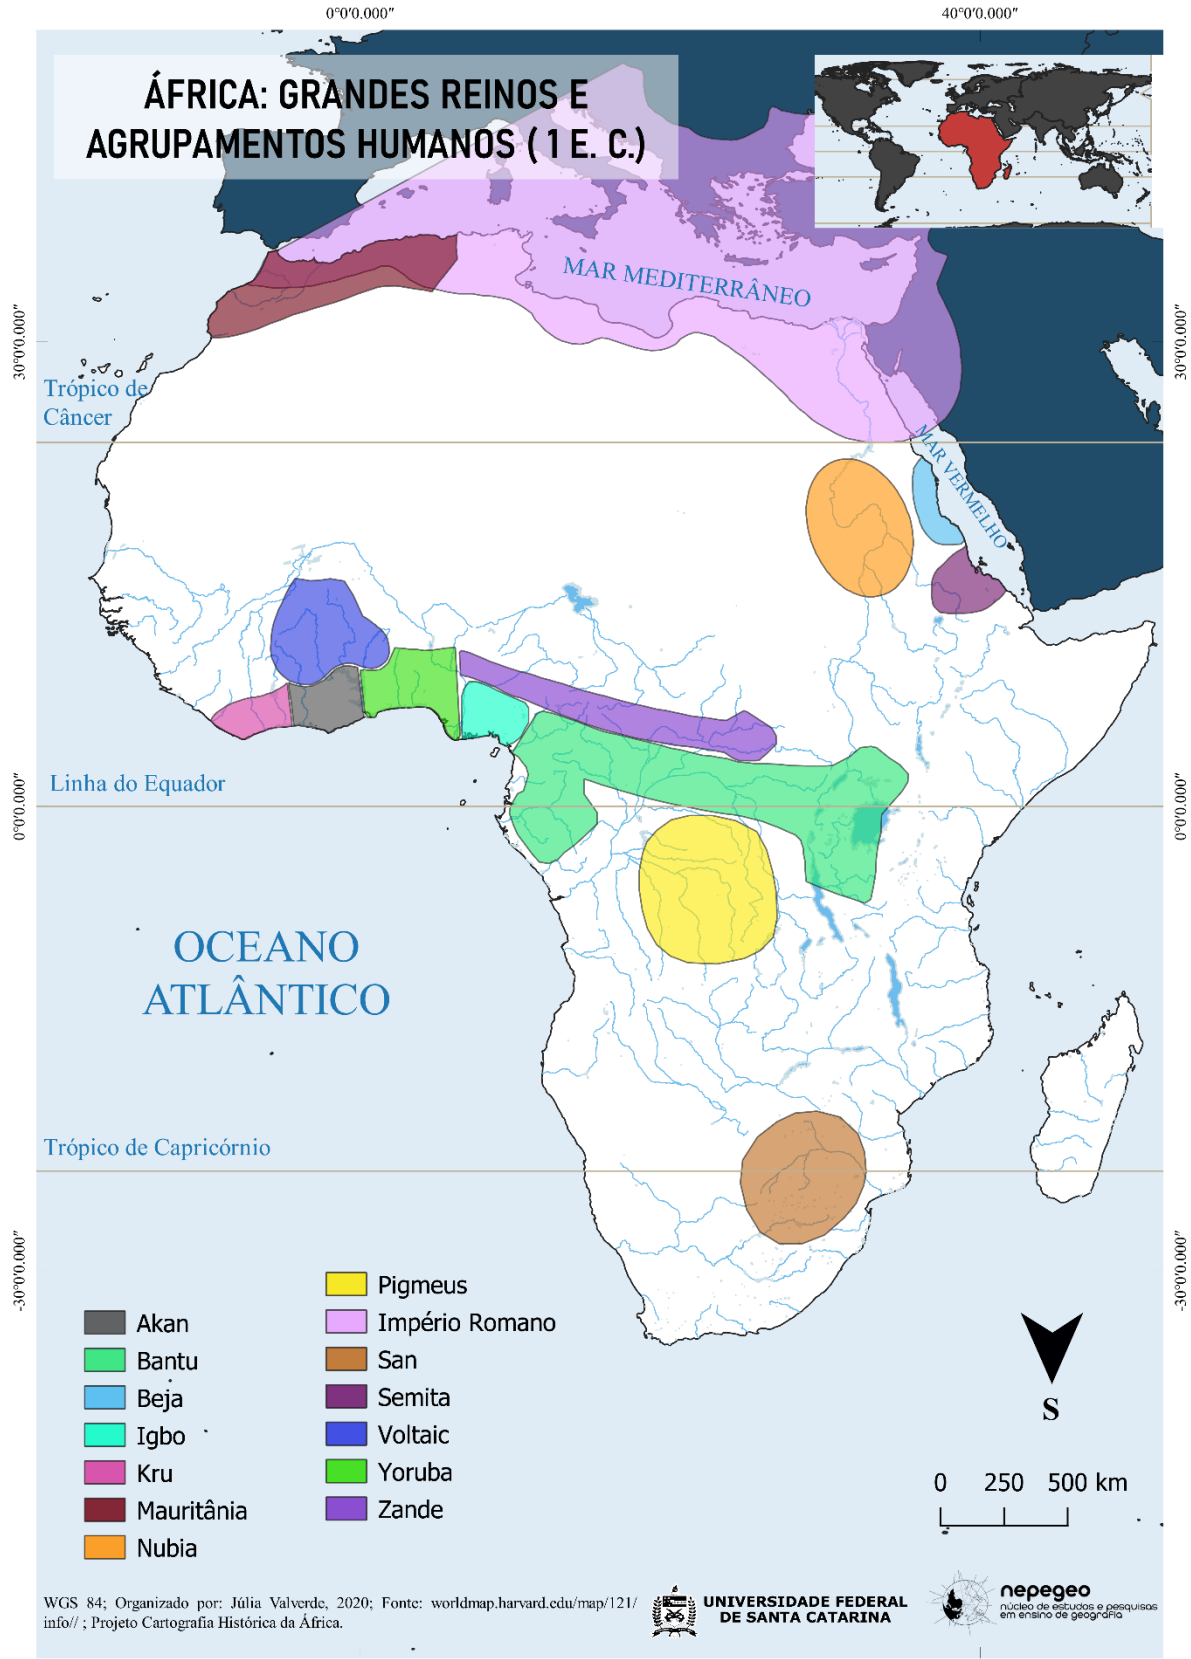 0°0'0.000"
40°0'0.000"
ÁFRICA: GRANDES REINOS E
AGRUPAMENTOS HUMANOS ( 1 E. C.)
MAR MEDITERRÂNEO
30°0'0.000"
30°0'0.000"
Trópico de
Câncer
MAR VERMELHO
Linha do Equador
0°0'0.000"
0°0'0.000"
OCEANO
ATLÂNTICO
Trópico de Capricórnio
-30°0'0.000"
-30°0'0.000"
Akan
Bantu
Beja
Igbo
Kru
Mauritânia
Nubia
Pigmeus
Império Romano
San
Semita
Voltaic
Yoruba
Zande
S
0 250 500 km
WGS 84; Organizado por: Júlia Valverde, 2020; Fonte: worldmap.harvard.edu/map/121/
info// ; Projeto Cartografia Histórica da África.
UNIVERSIDADE FEDERAL
DE SANTA CATARINA
nepegeo
núcleo de estudos e pesquisas
em ensino de geografia